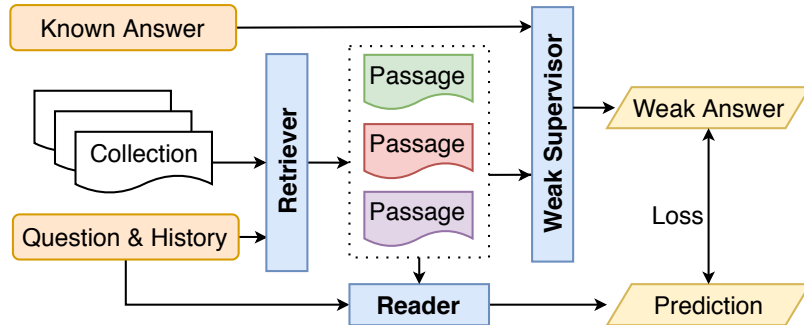 Known Answer
Passage
Weak Answer
Collection
Retriever
Passage
Weak Supervisor
Question & History
Passage
Loss
Reader
Prediction